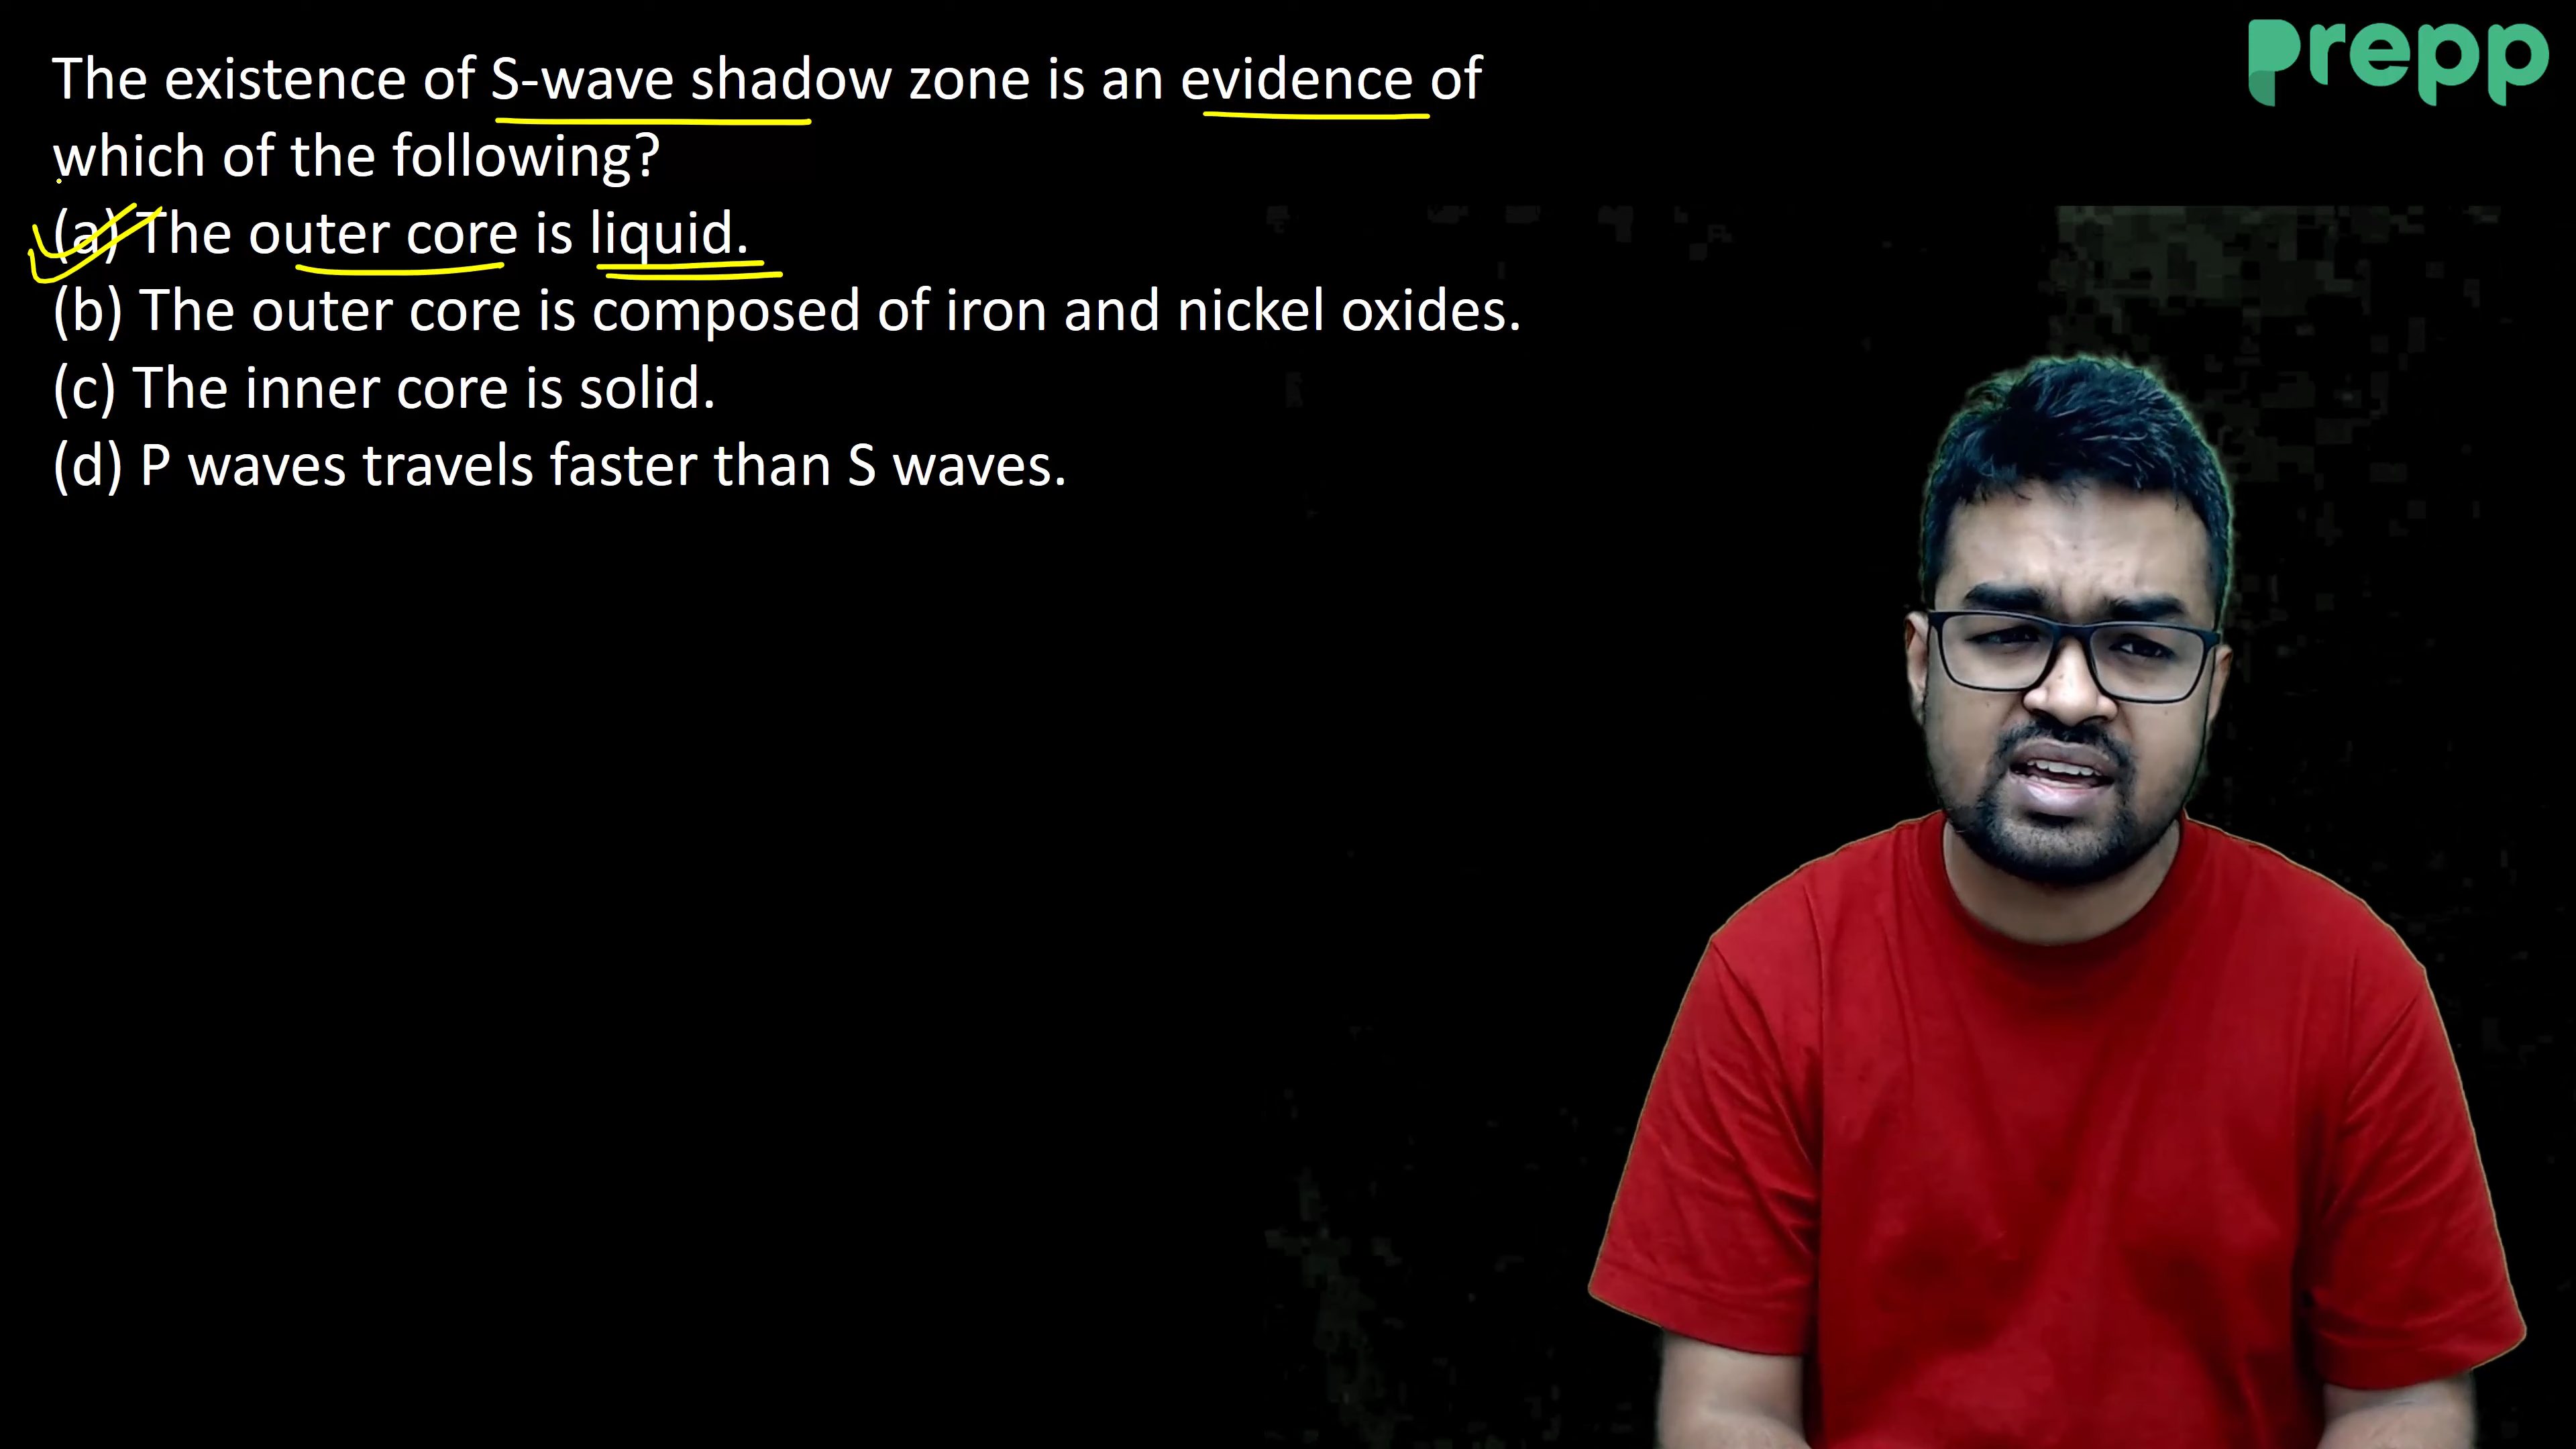 prepp
The existence of S-wave shadow zone is an evidence of
which of the following?
(a) The outer core is liquid.
(b) The outer core is composed of iron and nickel oxides.
(c) The inner core is solid.
(d) P waves travels faster than S waves.